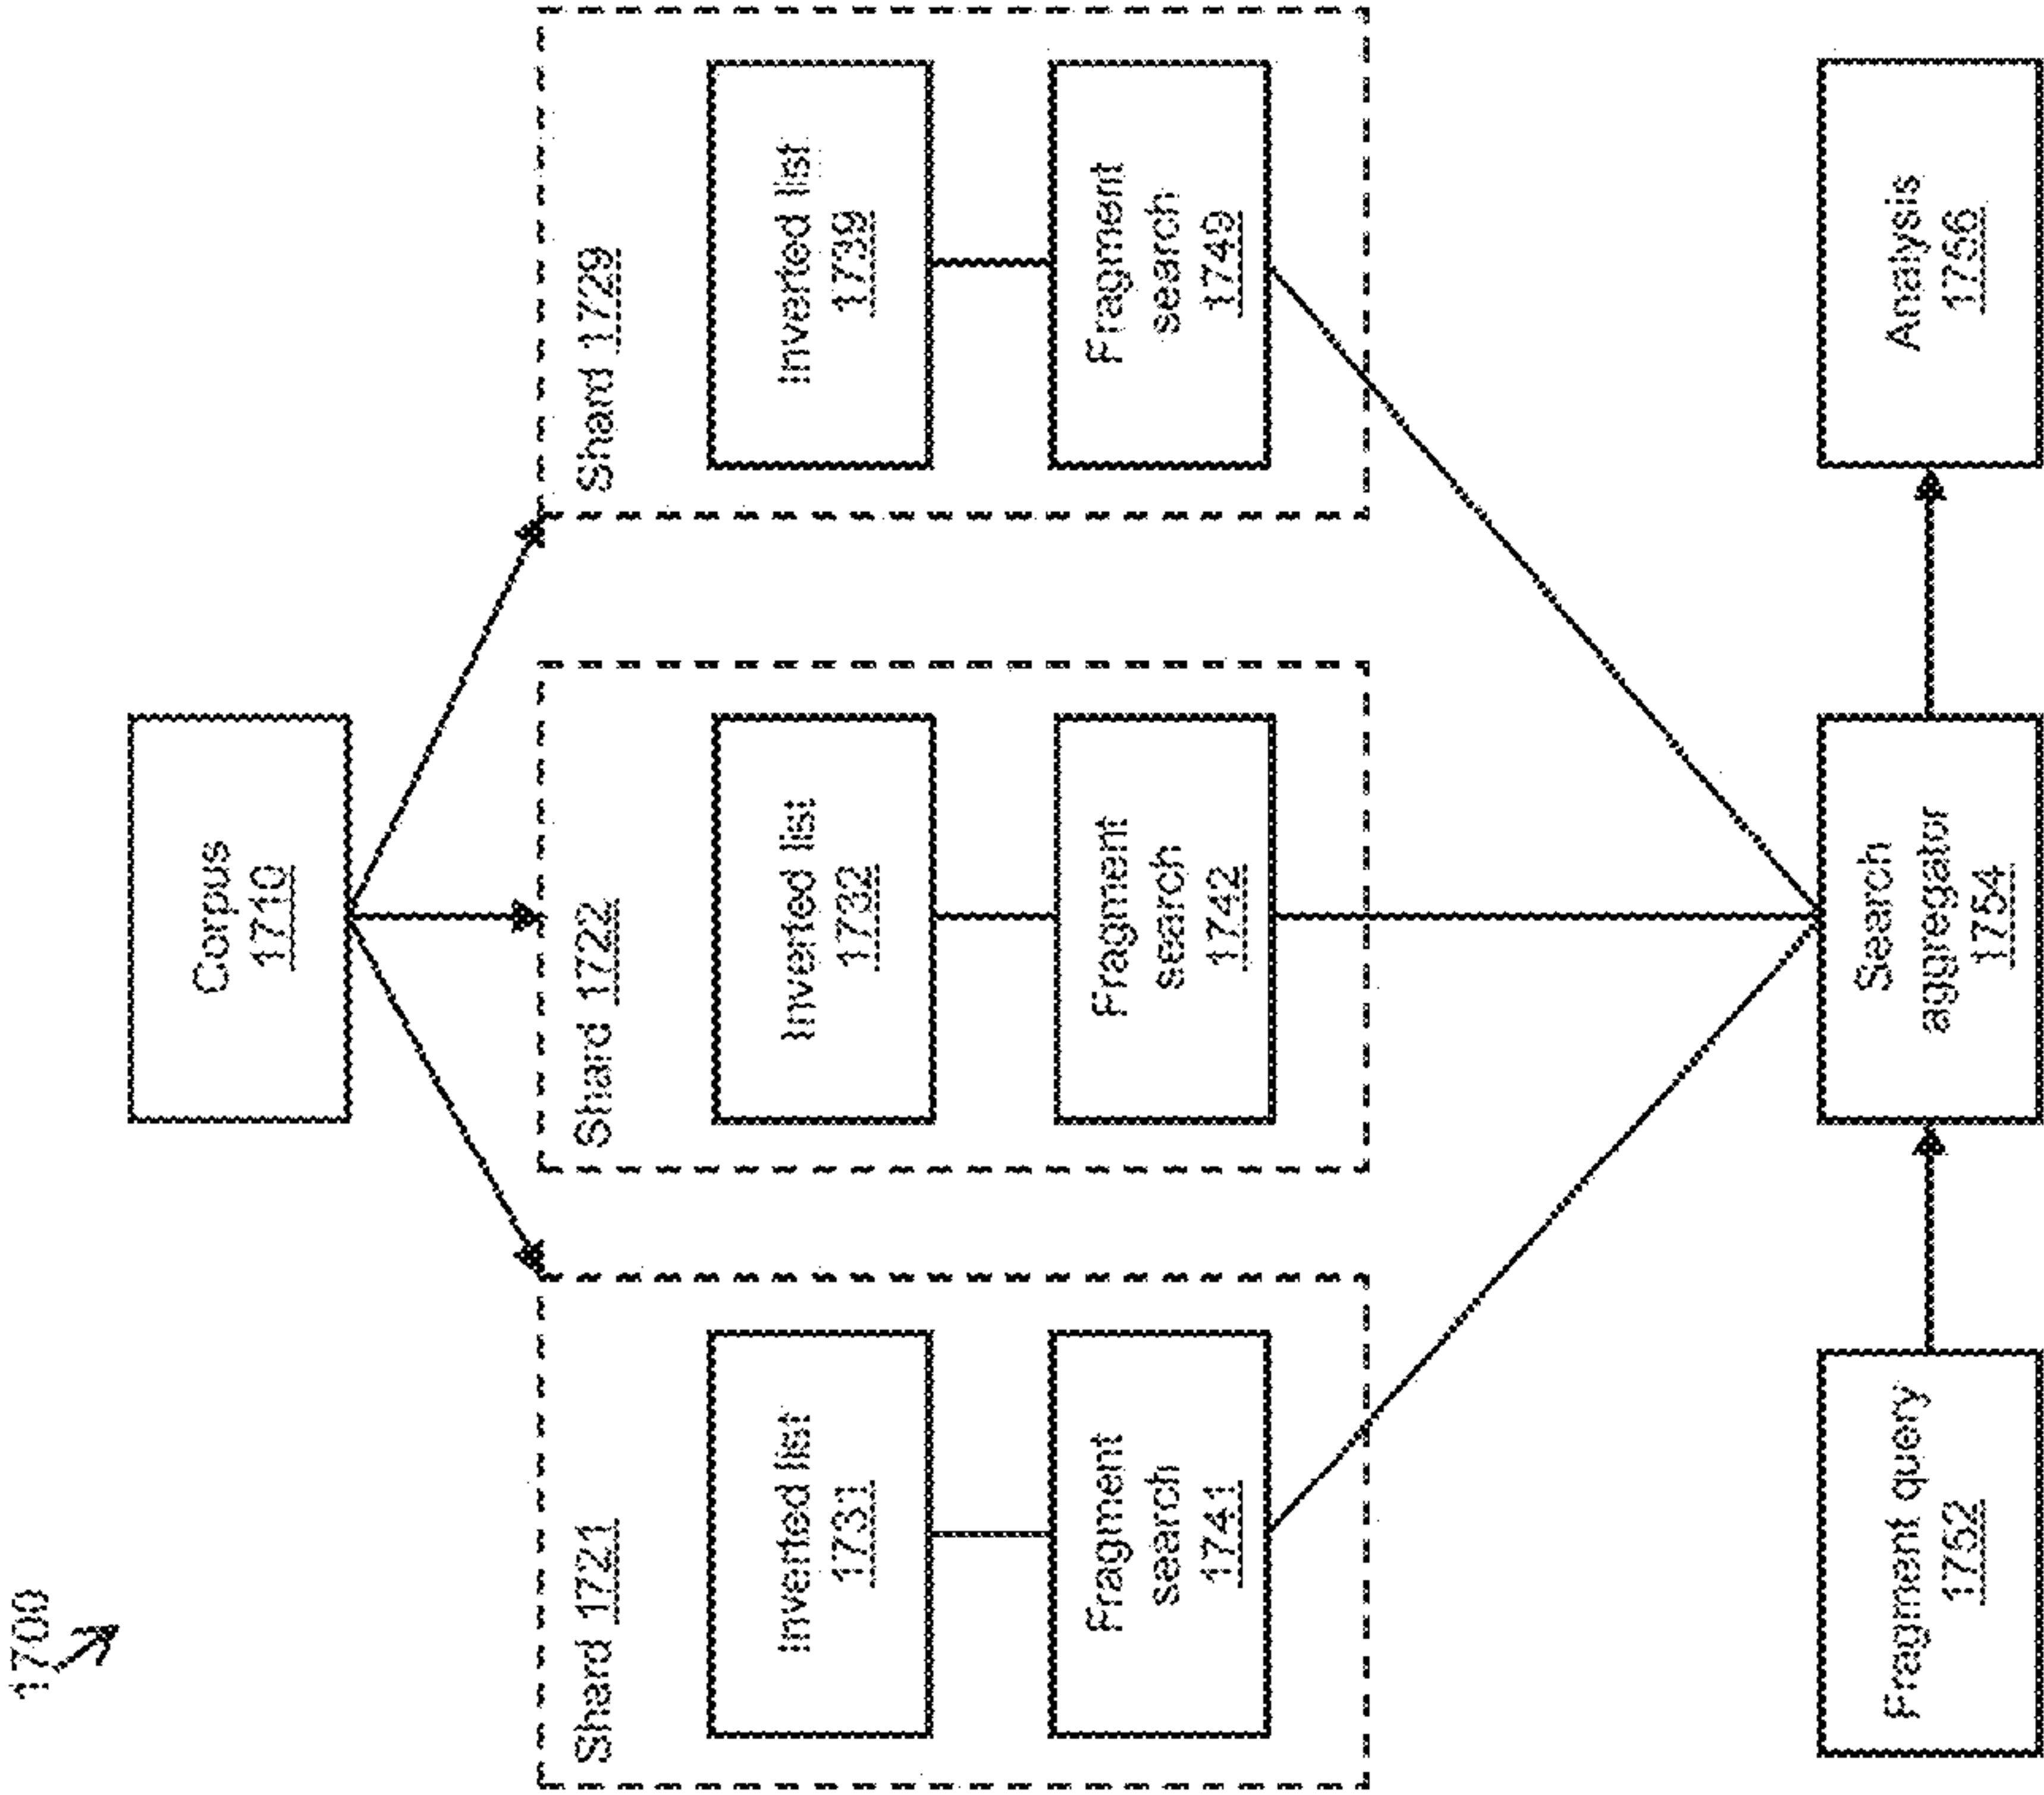 1700
Corpus
1710
Shard 1721
Inverted list
1731
Fragment
search
1741
Shard 1722
Inverted list
1732
Fragment
search
1742
Shard 1729
Inverted list
1739
Fragment
search
1749
Fragment query
1752
Search
aggregator
1754
Analysis
1756